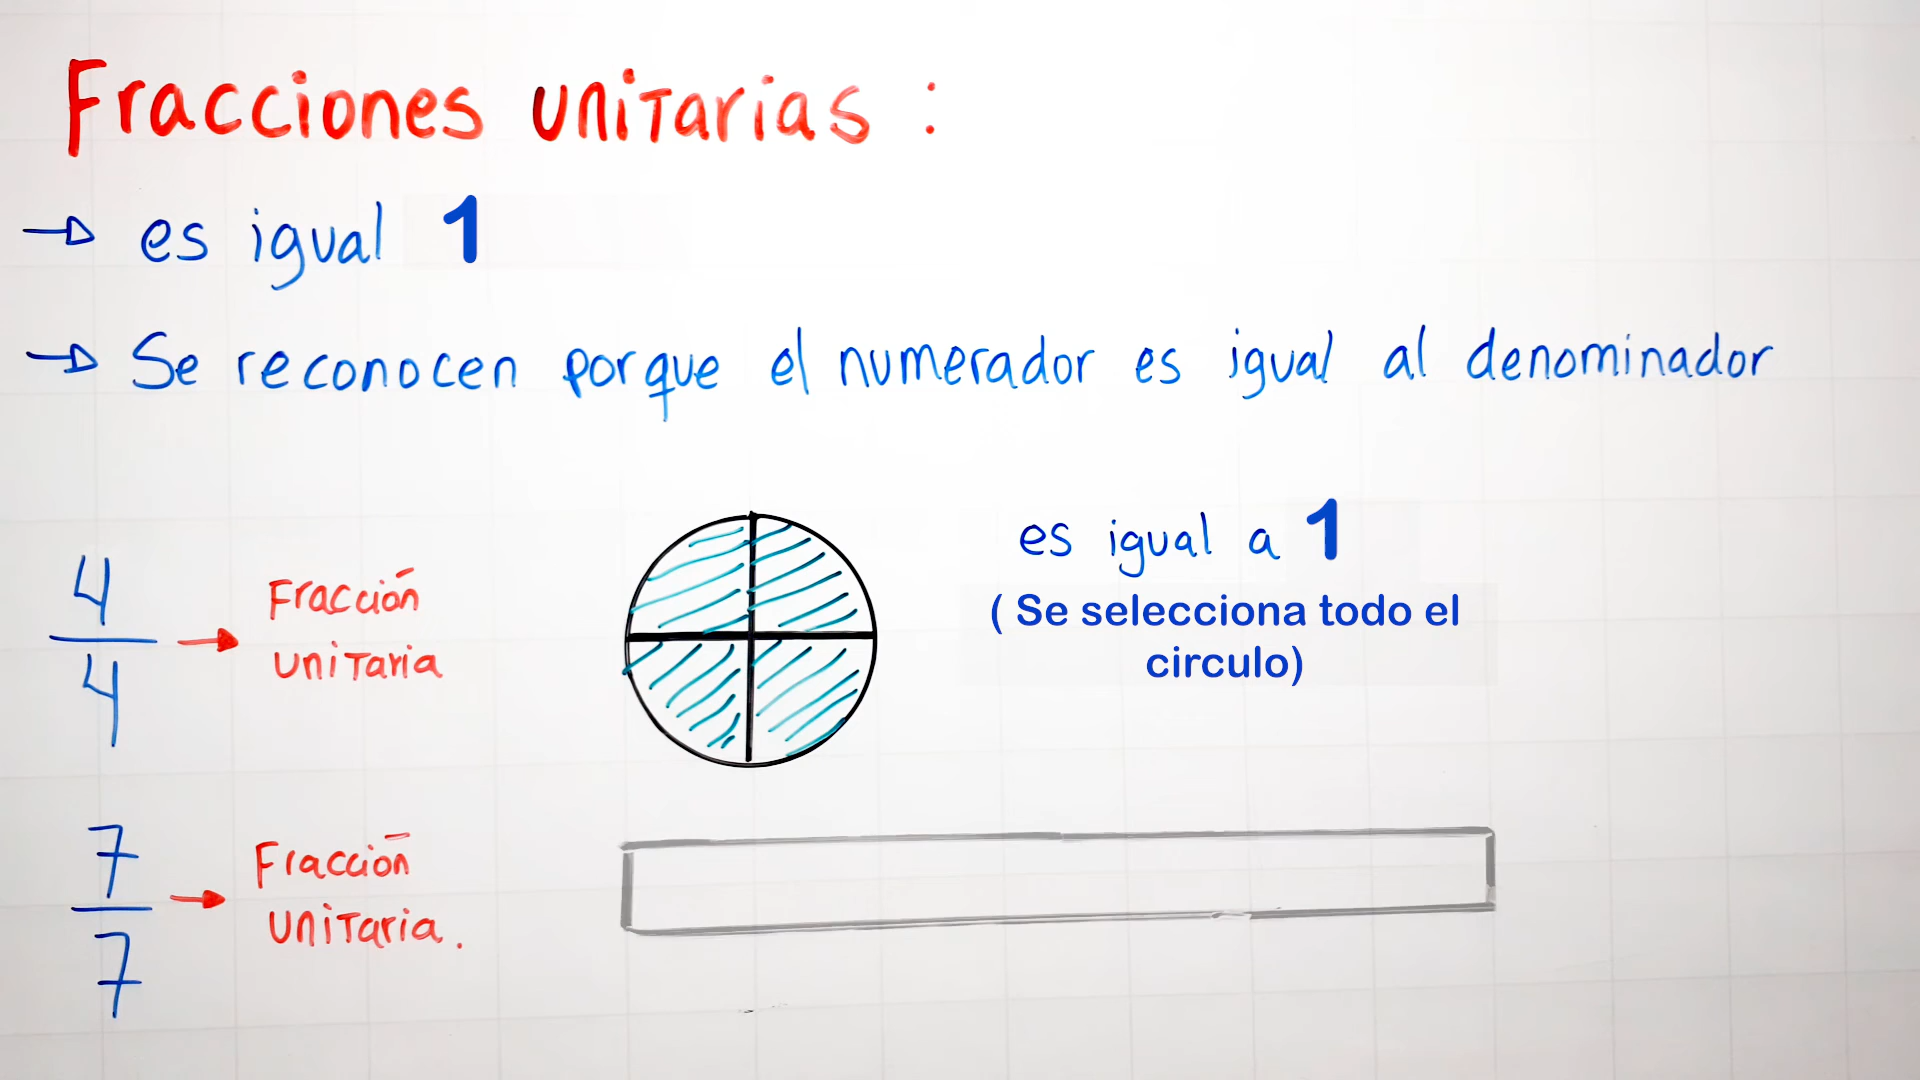 Fracciones unitarias :
→ es igual 1
→ Se reconocen porque el numerador es igual al denominador
es igual a 1
( Se selecciona todo el
circulo)
4
4
→ Fracción
unitaria
7
7
→ Fracción
unitaria.